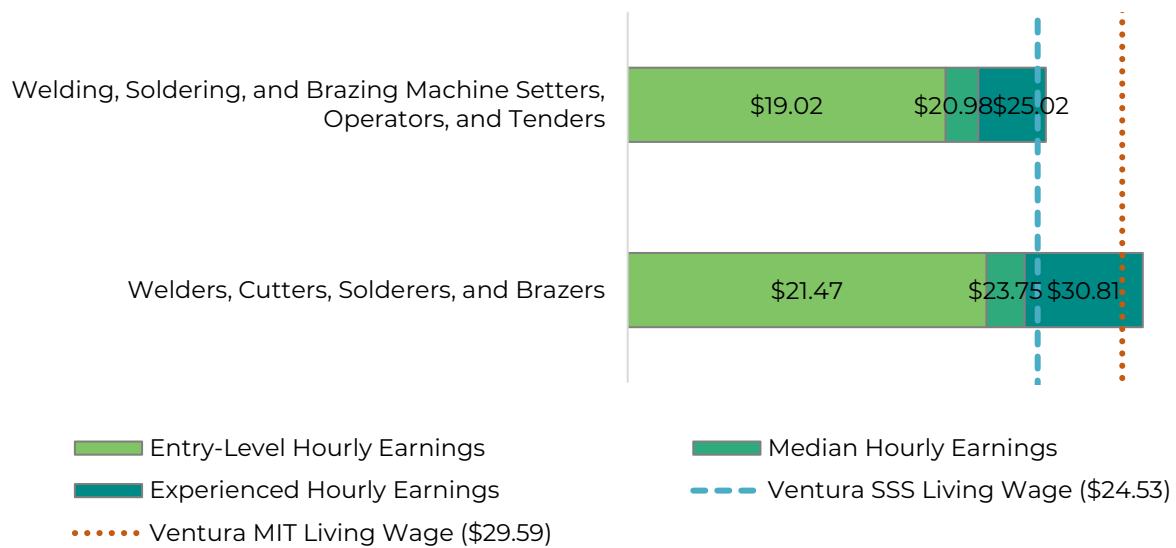 Welding, Soldering, and Brazing Machine Setters,
Operators, and Tenders
$19.02
$20.98
$25.02
Welders, Cutters, Solderers, and Brazers
$21.47
$23.75
$30.81
Entry-Level Hourly Earnings
Median Hourly Earnings
Experienced Hourly Earnings
Ventura SSS Living Wage ($24.53)
Ventura MIT Living Wage ($29.59)